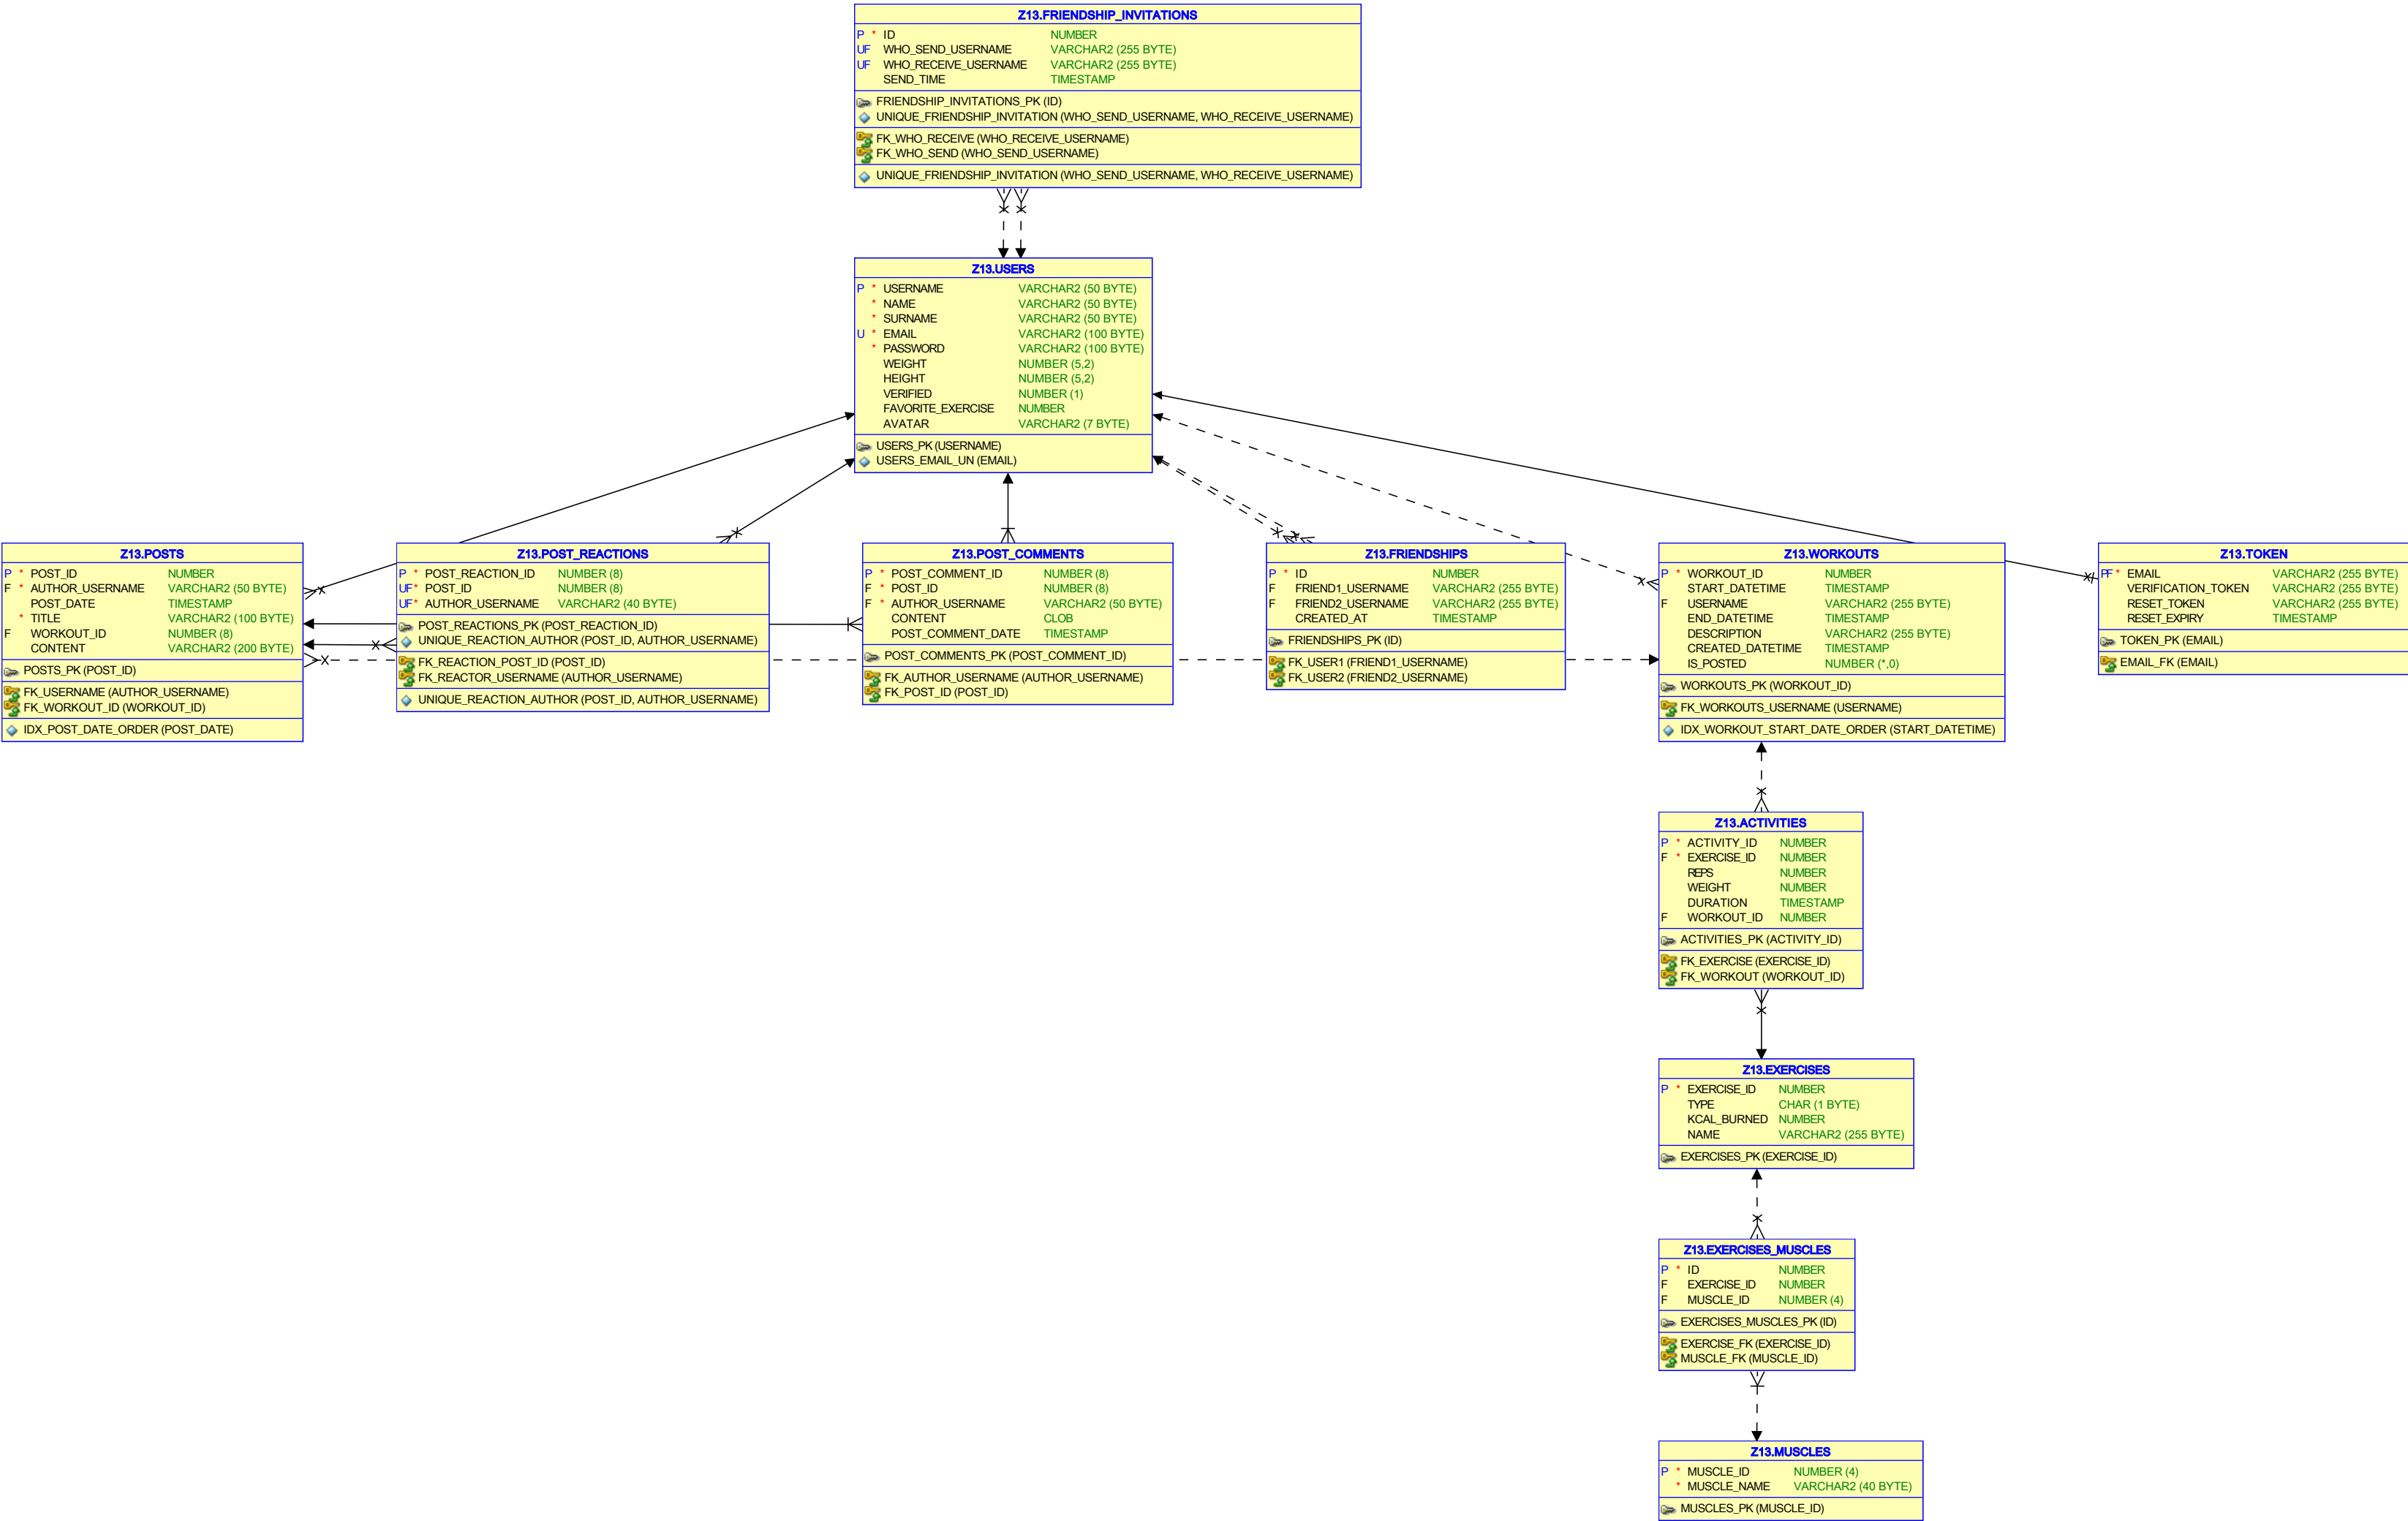 Z13.FRIENDSHIP_INVITATIONS
P * ID NUMBER
UF WHO_SEND_USERNAME VARCHAR2 (255 BYTE)
UF WHO_RECEIVE_USERNAME VARCHAR2 (255 BYTE)
SEND_TIME TIMESTAMP
FRIENDSHIP_INVITATIONS_PK (ID)
UNIQUE_FRIENDSHIP_INVITATION (WHO_SEND_USERNAME, WHO_RECEIVE_USERNAME)
FK_WHO_RECEIVE (WHO_RECEIVE_USERNAME)
FK_WHO_SEND (WHO_SEND_USERNAME)
UNIQUE_FRIENDSHIP_INVITATION (WHO_SEND_USERNAME, WHO_RECEIVE_USERNAME)
Z13.USERS
P * USERNAME VARCHAR2 (50 BYTE)
* NAME VARCHAR2 (50 BYTE)
* SURNAME VARCHAR2 (50 BYTE)
U * EMAIL VARCHAR2 (100 BYTE)
* PASSWORD VARCHAR2 (100 BYTE)
WEIGHT NUMBER (5,2)
HEIGHT NUMBER (5,2)
VERIFIED NUMBER (1)
FAVORITE_EXERCISE NUMBER
AVATAR VARCHAR2 (7 BYTE)
USERS_PK (USERNAME)
USERS_EMAIL_UN (EMAIL)
Z13.POSTS
P * POST_ID NUMBER
F * AUTHOR_USERNAME VARCHAR2 (50 BYTE)
POST_DATE TIMESTAMP
* TITLE VARCHAR2 (100 BYTE)
F WORKOUT_ID NUMBER (8)
CONTENT VARCHAR2 (200 BYTE)
POSTS_PK (POST_ID)
FK_USERNAME (AUTHOR_USERNAME)
FK_WORKOUT_ID (WORKOUT_ID)
IDX_POST_DATE_ORDER (POST_DATE)
Z13.POST_REACTIONS
P * POST_REACTION_ID NUMBER (8)
UF* POST_ID NUMBER (8)
UF* AUTHOR_USERNAME VARCHAR2 (40 BYTE)
POST_REACTIONS_PK (POST_REACTION_ID)
UNIQUE_REACTION_AUTHOR (POST_ID, AUTHOR_USERNAME)
FK_REACTION_POST_ID (POST_ID)
FK_REACTOR_USERNAME (AUTHOR_USERNAME)
UNIQUE_REACTION_AUTHOR (POST_ID, AUTHOR_USERNAME)
Z13.POST_COMMENTS
P * POST_COMMENT_ID NUMBER (8)
F * POST_ID NUMBER (8)
F * AUTHOR_USERNAME VARCHAR2 (50 BYTE)
CONTENT CLOB
POST_COMMENT_DATE TIMESTAMP
POST_COMMENTS_PK (POST_COMMENT_ID)
FK_AUTHOR_USERNAME (AUTHOR_USERNAME)
FK_POST_ID (POST_ID)
Z13.FRIENDSHIPS
P * ID NUMBER
F FRIEND1_USERNAME VARCHAR2 (255 BYTE)
F FRIEND2_USERNAME VARCHAR2 (255 BYTE)
CREATED_AT TIMESTAMP
FRIENDSHIPS_PK (ID)
FK_USER1 (FRIEND1_USERNAME)
FK_USER2 (FRIEND2_USERNAME)
Z13.WORKOUTS
P * WORKOUT_ID NUMBER
START_DATETIME TIMESTAMP
F USERNAME VARCHAR2 (255 BYTE)
END_DATETIME TIMESTAMP
DESCRIPTION VARCHAR2 (255 BYTE)
CREATED_DATETIME TIMESTAMP
IS_POSTED NUMBER (*,0)
WORKOUTS_PK (WORKOUT_ID)
FK_WORKOUTS_USERNAME (USERNAME)
IDX_WORKOUT_START_DATE_ORDER (START_DATETIME)
Z13.TOKEN
PF * EMAIL VARCHAR2 (255 BYTE)
VERIFICATION_TOKEN VARCHAR2 (255 BYTE)
RESET_TOKEN VARCHAR2 (255 BYTE)
RESET_EXPIRY TIMESTAMP
TOKEN_PK (EMAIL)
EMAIL_FK (EMAIL)
Z13.ACTIVITIES
P * ACTIVITY_ID NUMBER
F * EXERCISE_ID NUMBER
REPS NUMBER
WEIGHT NUMBER
DURATION TIMESTAMP
F WORKOUT_ID NUMBER
ACTIVITIES_PK (ACTIVITY_ID)
FK_EXERCISE (EXERCISE_ID)
FK_WORKOUT (WORKOUT_ID)
Z13.EXERCISES
P * EXERCISE_ID NUMBER
TYPE CHAR (1 BYTE)
KCAL_BURNED NUMBER
NAME VARCHAR2 (255 BYTE)
EXERCISES_PK (EXERCISE_ID)
Z13.EXERCISES_MUSCLES
P * ID NUMBER
F EXERCISE_ID NUMBER
F MUSCLE_ID NUMBER (4)
EXERCISES_MUSCLES_PK (ID)
EXERCISE_FK (EXERCISE_ID)
MUSCLE_FK (MUSCLE_ID)
Z13.MUSCLES
P * MUSCLE_ID NUMBER (4)
* MUSCLE_NAME VARCHAR2 (40 BYTE)
MUSCLES_PK (MUSCLE_ID)